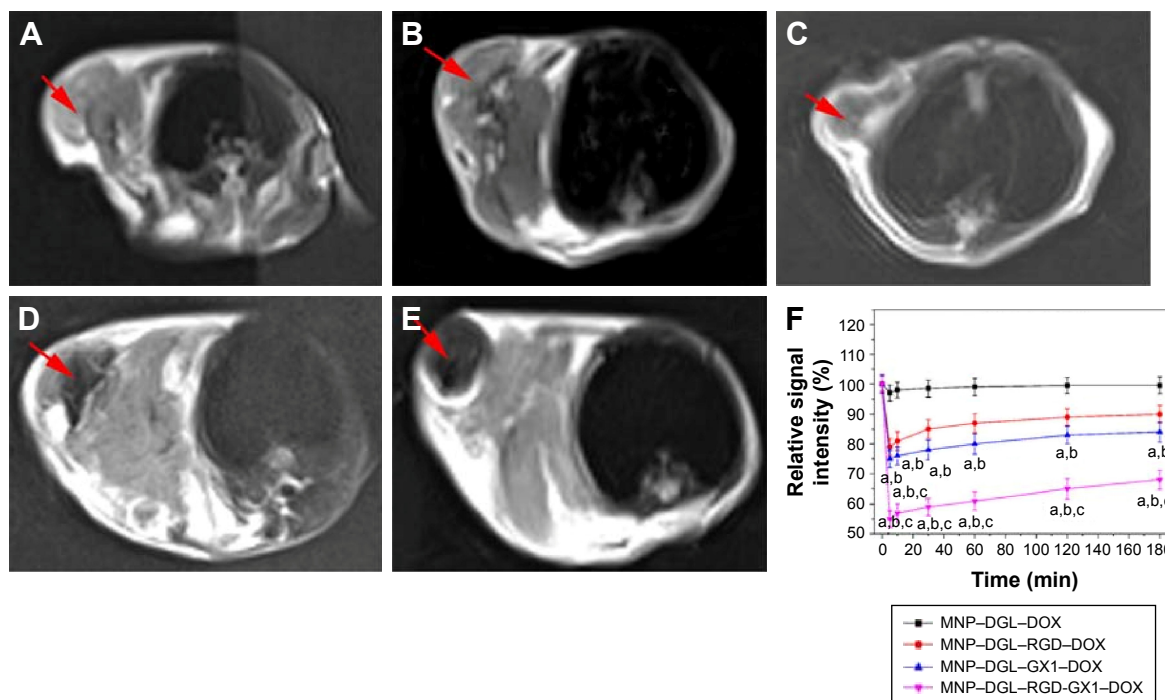 A
B
C
D
E
F
Relative signal
intensity (%)
120
110
100
90
80
70
60
50
a,b
a,b
a,b
a,b
a,b
a,b
a,b,c
a,b,c
a,b,c
a,b,c
a,b,c
a,b,c
0 20 40 60 80 100 120 140 160 180
Time (min)
MNP–DGL–DOX
MNP–DGL–RGD–DOX
MNP–DGL–GX1–DOX
MNP–DGL–RGD-GX1–DOX